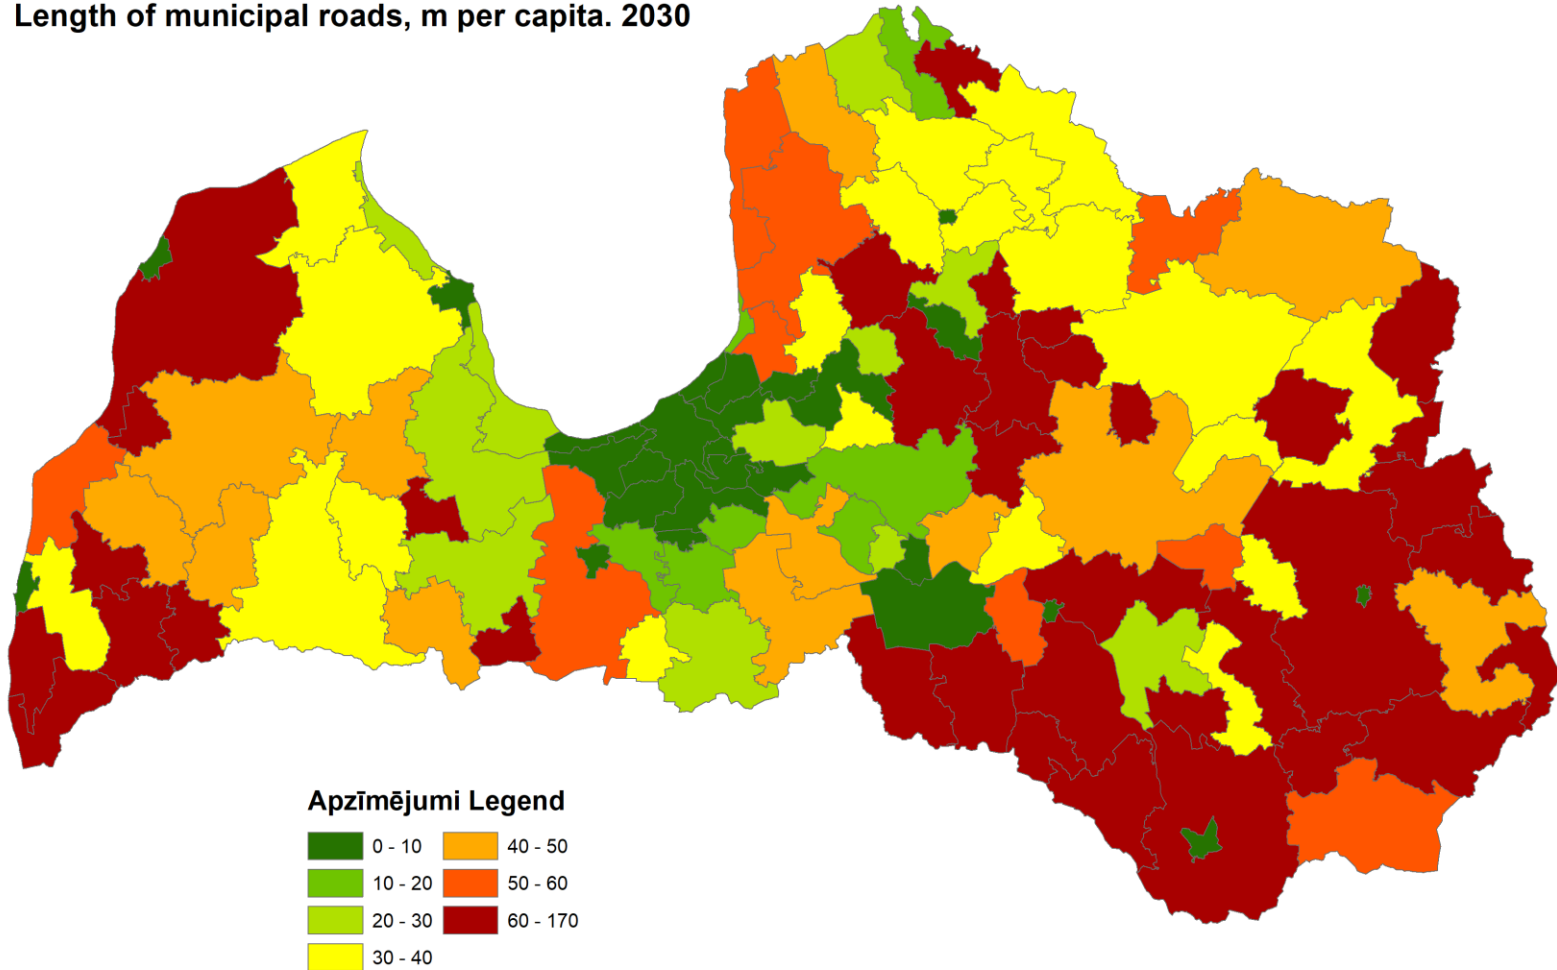 Length of municipal roads, m per capita. 2030
Apzīmējumi Legend
0 - 10
40 - 50
10 - 20
50 - 60
20 - 30
60 - 170
30 - 40